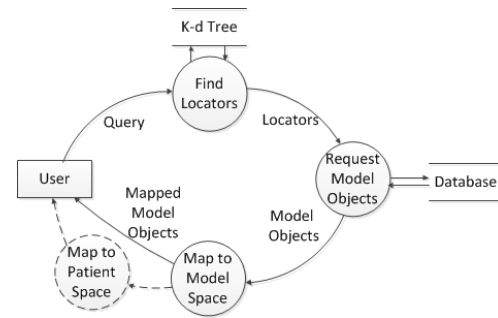 K-d Tree
Find
Locators
Query
Locators
Request
Model
Objects
Database
User
Mapped
Model
Objects
Model
Objects
Map to
Patient
Space
Map to
Model
Space